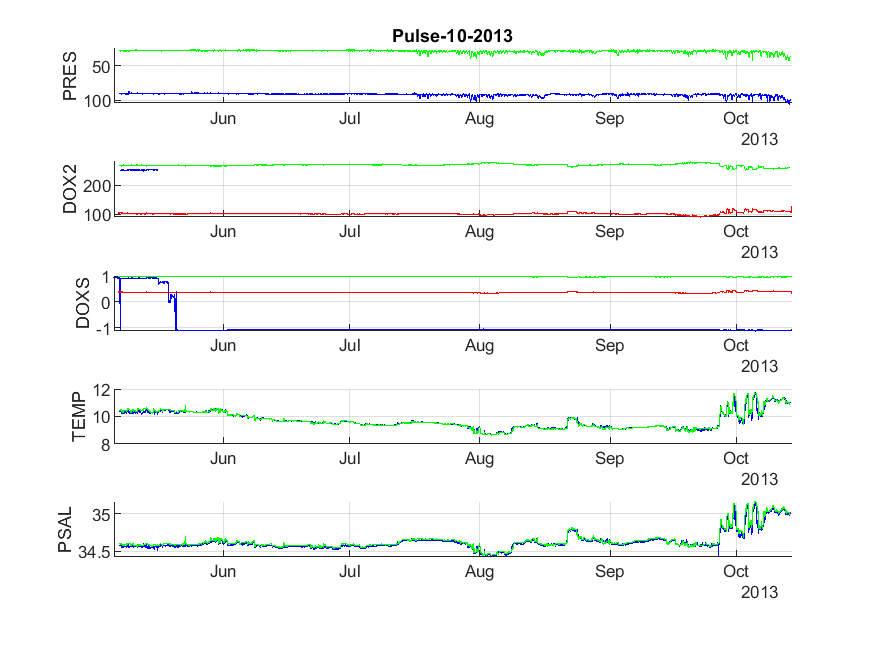 Pulse-10-2013
PRES
50
100
Jun Jul Aug Sep Oct
2013
DOX2
200
100
Jun Jul Aug Sep Oct
2013
DOXS
1
0
-1
Jun Jul Aug Sep Oct
2013
TEMP
12
10
8
Jun Jul Aug Sep Oct
2013
PSAL
35
34.5
Jun Jul Aug Sep Oct
2013